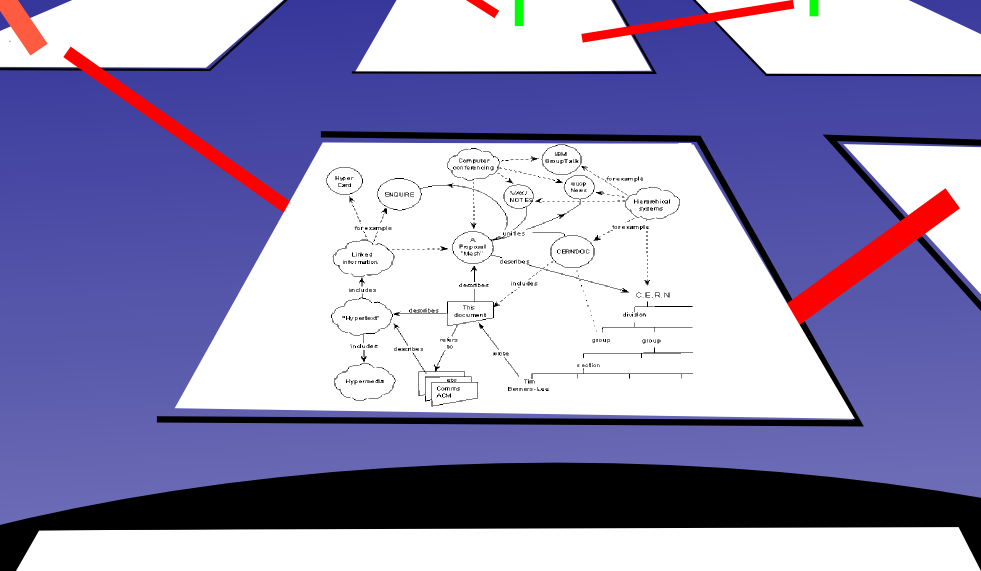 Computer
conferencing
IBM
GroupTalk
Hyper
Card
ENQUIRE
VAX/
NOTES
uucp
News
for example
Hierarchical
systems
for example
unifies
for example
Linked
information
A
Proposal
"Mesh"
CERNDOC
describes
includes
describes
includes
C.E.R.N
"Hypertext"
describes
This
document
division
includes
describes
refers
to
wrote
group
group
section
Hypermedia
etc
Comms
ACM
Tim
Berners-Lee